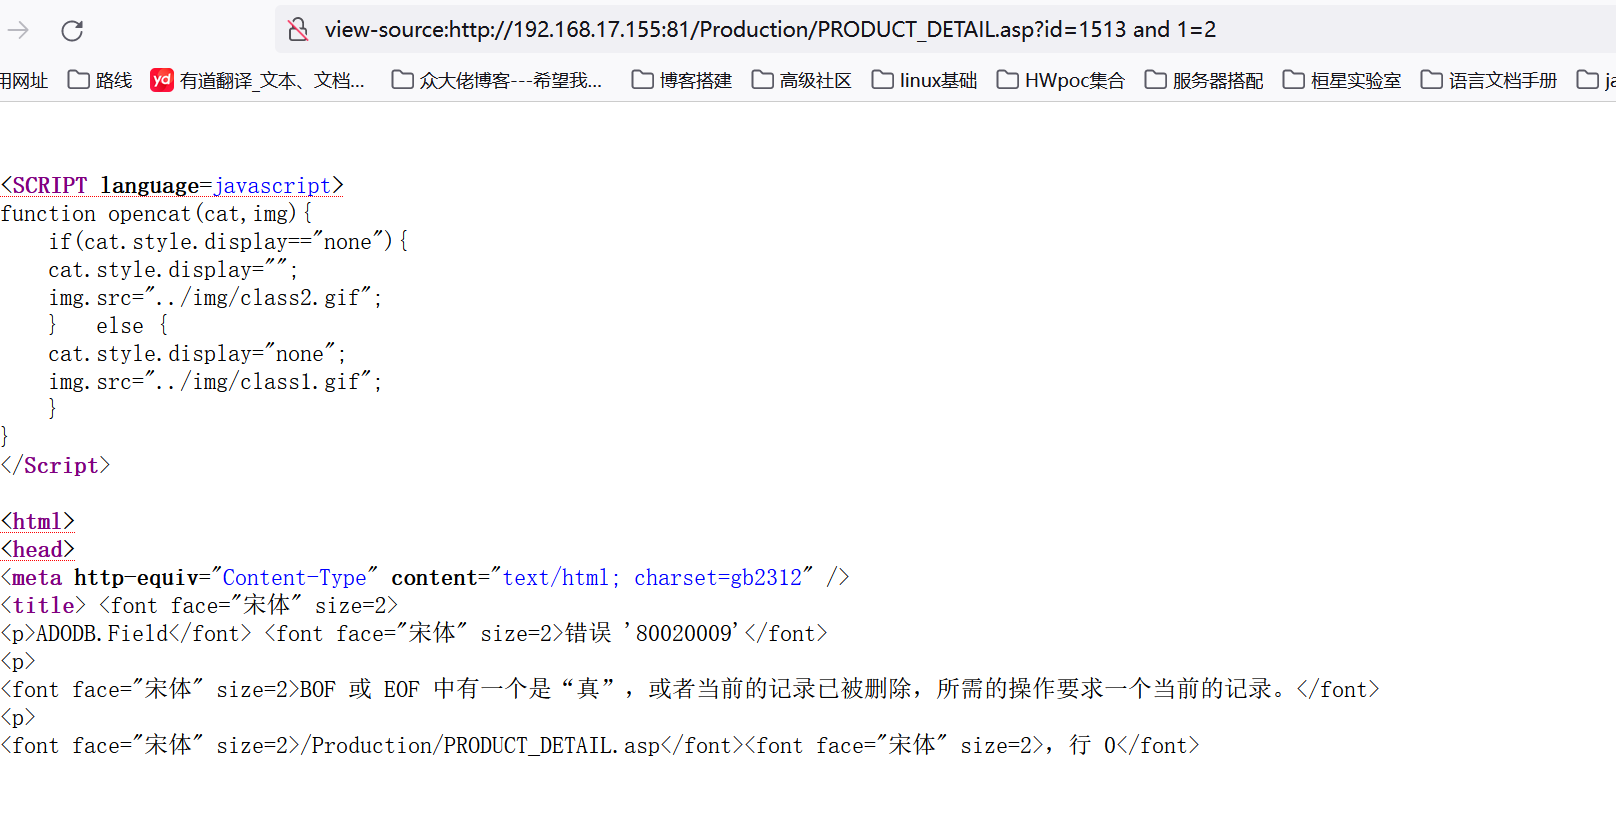 view-source:http://192.168.17.155:81/Production/PRODUCT_DETAIL.asp?id=1513 and 1=2
用网址 路线 yd 有道翻译_文本、文档... 众大佬博客---希望我... 博客搭建 高级社区 linux基础 HWpoc集合 服务器搭配 桓星实验室 语言文档手册 ja
<SCRIPT language=javascript>
function opencat(cat,img){
    if(cat.style.display=="none"){
    cat.style.display="";
    img.src="../img/class2.gif";
    }   else {
    cat.style.display="none";
    img.src="../img/class1.gif";
    }
}
</Script>
<html>
<head>
<meta http-equiv="Content-Type" content="text/html; charset=gb2312" />
<title> <font face="宋体" size=2>
<p>ADODB.Field</font> <font face="宋体" size=2>错误 '80020009'</font>
<p>
<font face="宋体" size=2>BOF 或 EOF 中有一个是“真”，或者当前的记录已被删除，所需的操作要求一个当前的记录。</font>
<p>
<font face="宋体" size=2>/Production/PRODUCT_DETAIL.asp</font><font face="宋体" size=2>，行 0</font>